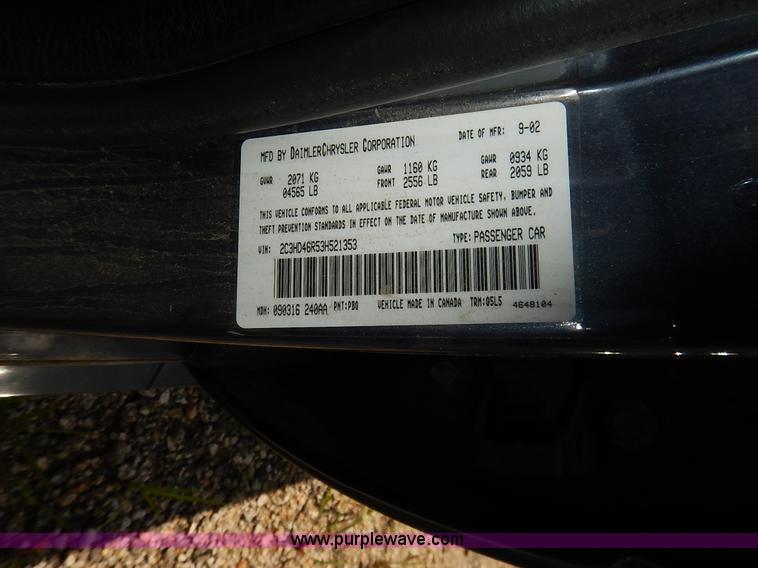 MFD BY DAIMLERCHRYSLER CORPORATION DATE OF MFR: 9-02
GVWR 2071 KG 04565 LB GAWR FRONT 1160 KG 2556 LB GAWR REAR 0934 KG 2059 LB
THIS VEHICLE CONFORMS TO ALL APPLICABLE FEDERAL MOTOR VEHICLE SAFETY, BUMPER AND
THEFT PREVENTION STANDARDS IN EFFECT ON THE DATE OF MANUFACTURE SHOWN ABOVE.
VIN: 2C3HD46R53H521353 TYPE: PASSENGER CAR
MDH: 090316 240AA PNT: PBQ VEHICLE MADE IN CANADA TRM: Q5L5 4648104
www.purplewave.com